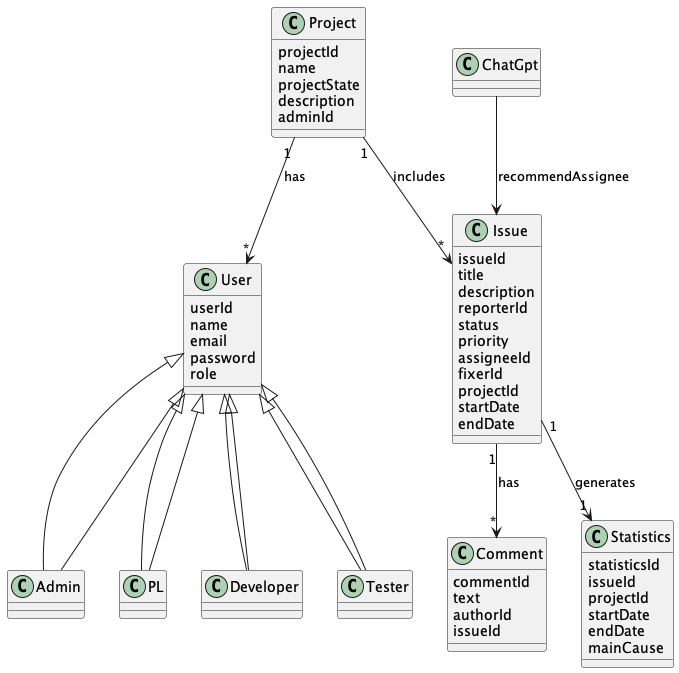 C Project
projectId
name
projectState
description
adminId
C ChatGpt
1
has
1
includes
recommendAssignee
*
*
C User
userId
name
email
password
role
C Issue
issueId
title
description
reporterId
status
priority
assigneeId
fixerId
projectId
startDate
endDate
1
has
*
1
generates
1
C Admin
C PL
C Developer
C Tester
C Comment
commentId
text
authorId
issueId
C Statistics
statisticsId
issueId
projectId
startDate
endDate
mainCause